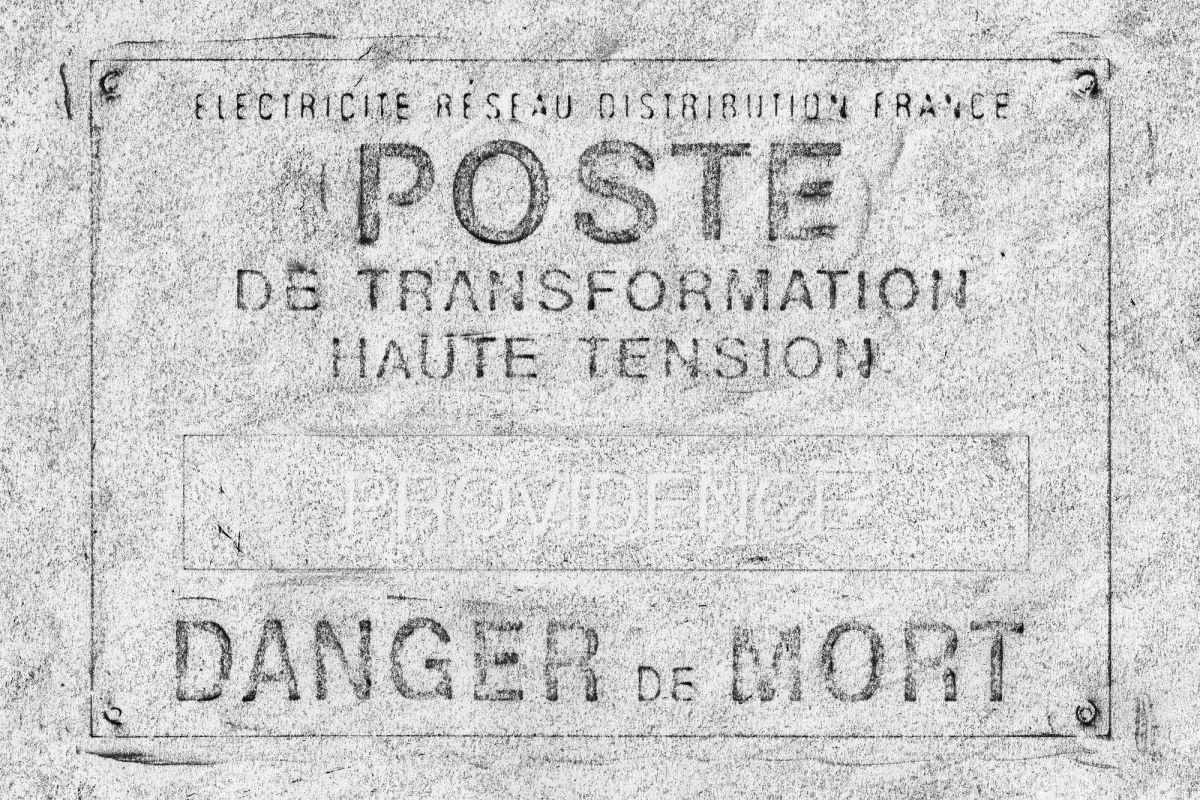 ELECTRICITE RÉSEAU DISTRIBUTION FRANCE
POSTE
DE TRANSFORMATION
HAUTE TENSION
PROVIDENCE
DANGER DE MORT